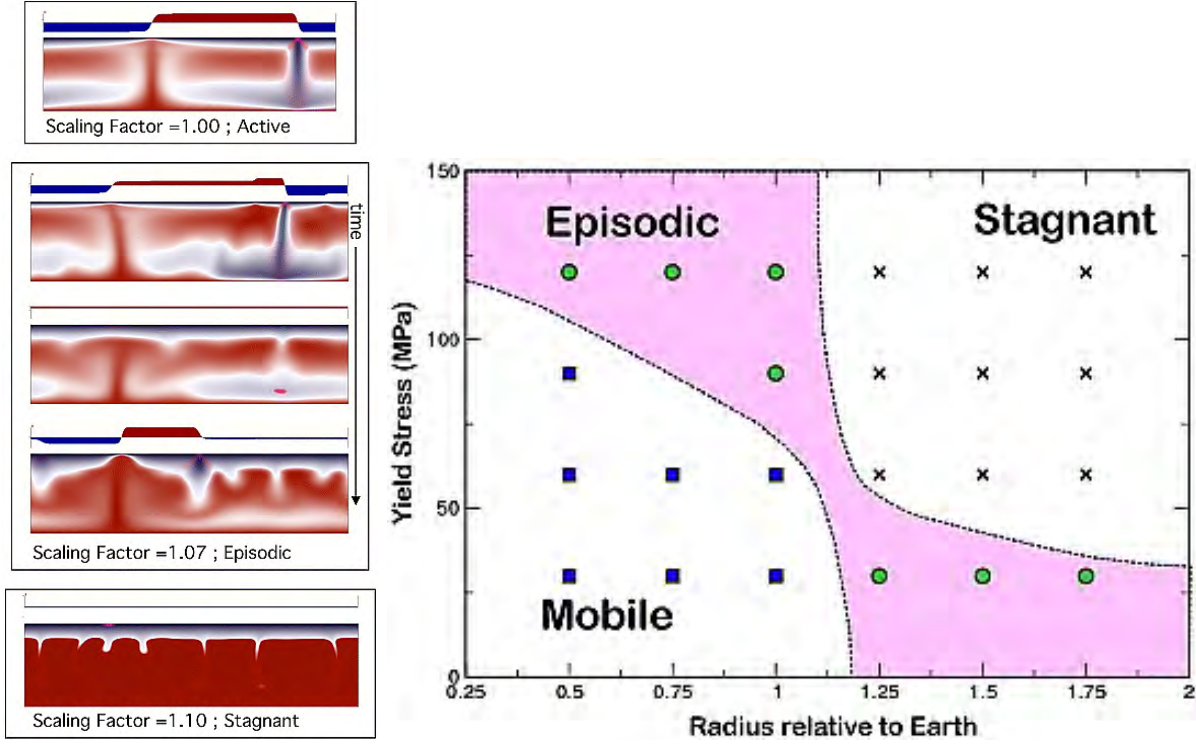 Scaling Factor =1.00 ; Active
time
Scaling Factor =1.07 ; Episodic
Scaling Factor =1.10 ; Stagnant
150
Episodic
Stagnant
100
Yield Stress (MPa)
50
Mobile
0
0.25 0.5 0.75 1 1.25 1.5 1.75 2
Radius relative to Earth